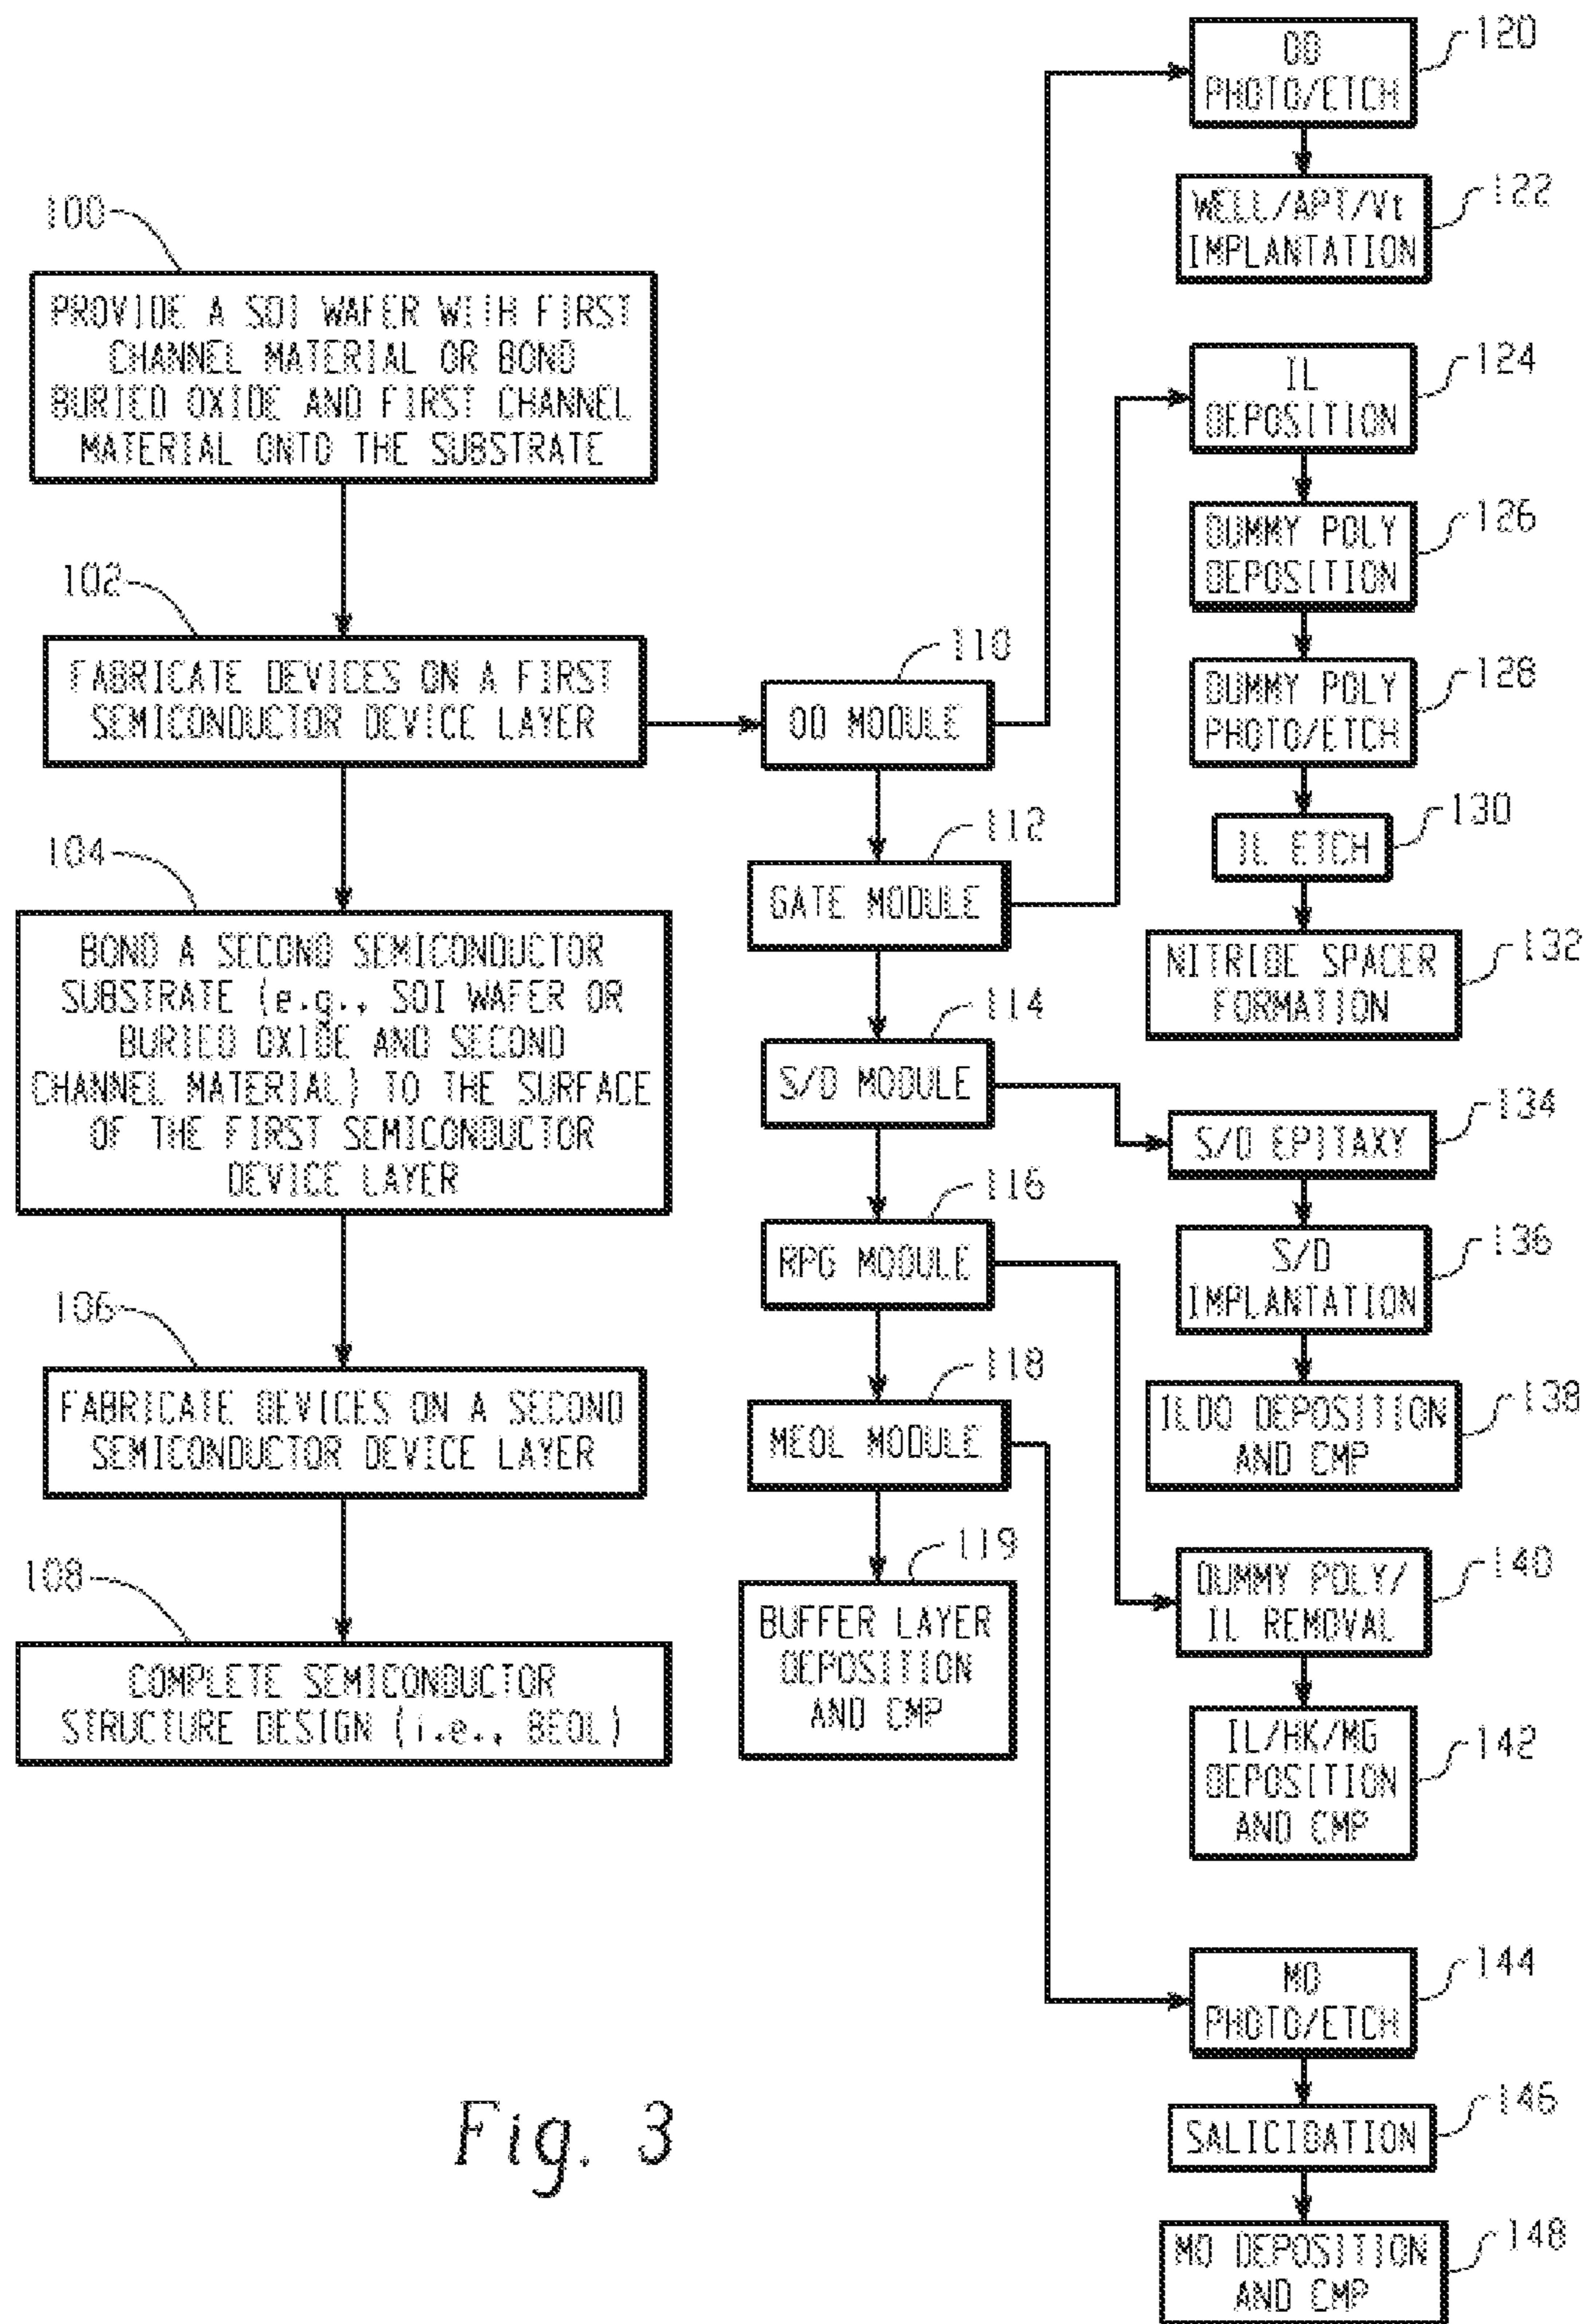 100
PROVIDE A SOI WAFER WITH FIRST
CHANNEL MATERIAL OR BOND
BURIED OXIDE AND FIRST CHANNEL
MATERIAL ONTO THE SUBSTRATE
102
FABRICATE DEVICES ON A FIRST
SEMICONDUCTOR DEVICE LAYER
104
BOND A SECOND SEMICONDUCTOR
SUBSTRATE (e.g., SOI WAFER OR
BURIED OXIDE AND SECOND
CHANNEL MATERIAL) TO THE SURFACE
OF THE FIRST SEMICONDUCTOR
DEVICE LAYER
106
FABRICATE DEVICES ON A SECOND
SEMICONDUCTOR DEVICE LAYER
108
COMPLETE SEMICONDUCTOR
STRUCTURE DESIGN (i.e., BEOL)
110
OD MODULE
112
GATE MODULE
114
S/D MODULE
116
RPG MODULE
118
MEOL MODULE
119
BUFFER LAYER
DEPOSITION
AND CMP
120
OD
PHOTO/ETCH
122
WELL/APT/Vt
IMPLANTATION
124
IL
DEPOSITION
126
DUMMY POLY
DEPOSITION
128
DUMMY POLY
PHOTO/ETCH
130
IL ETCH
132
NITRIDE SPACER
FORMATION
134
S/D EPITAXY
136
S/D
IMPLANTATION
138
ILD0 DEPOSITION
AND CMP
140
DUMMY POLY/
IL REMOVAL
142
IL/HK/MG
DEPOSITION
AND CMP
144
M0
PHOTO/ETCH
146
SALICIDATION
148
M0 DEPOSITION
AND CMP
Fig. 3